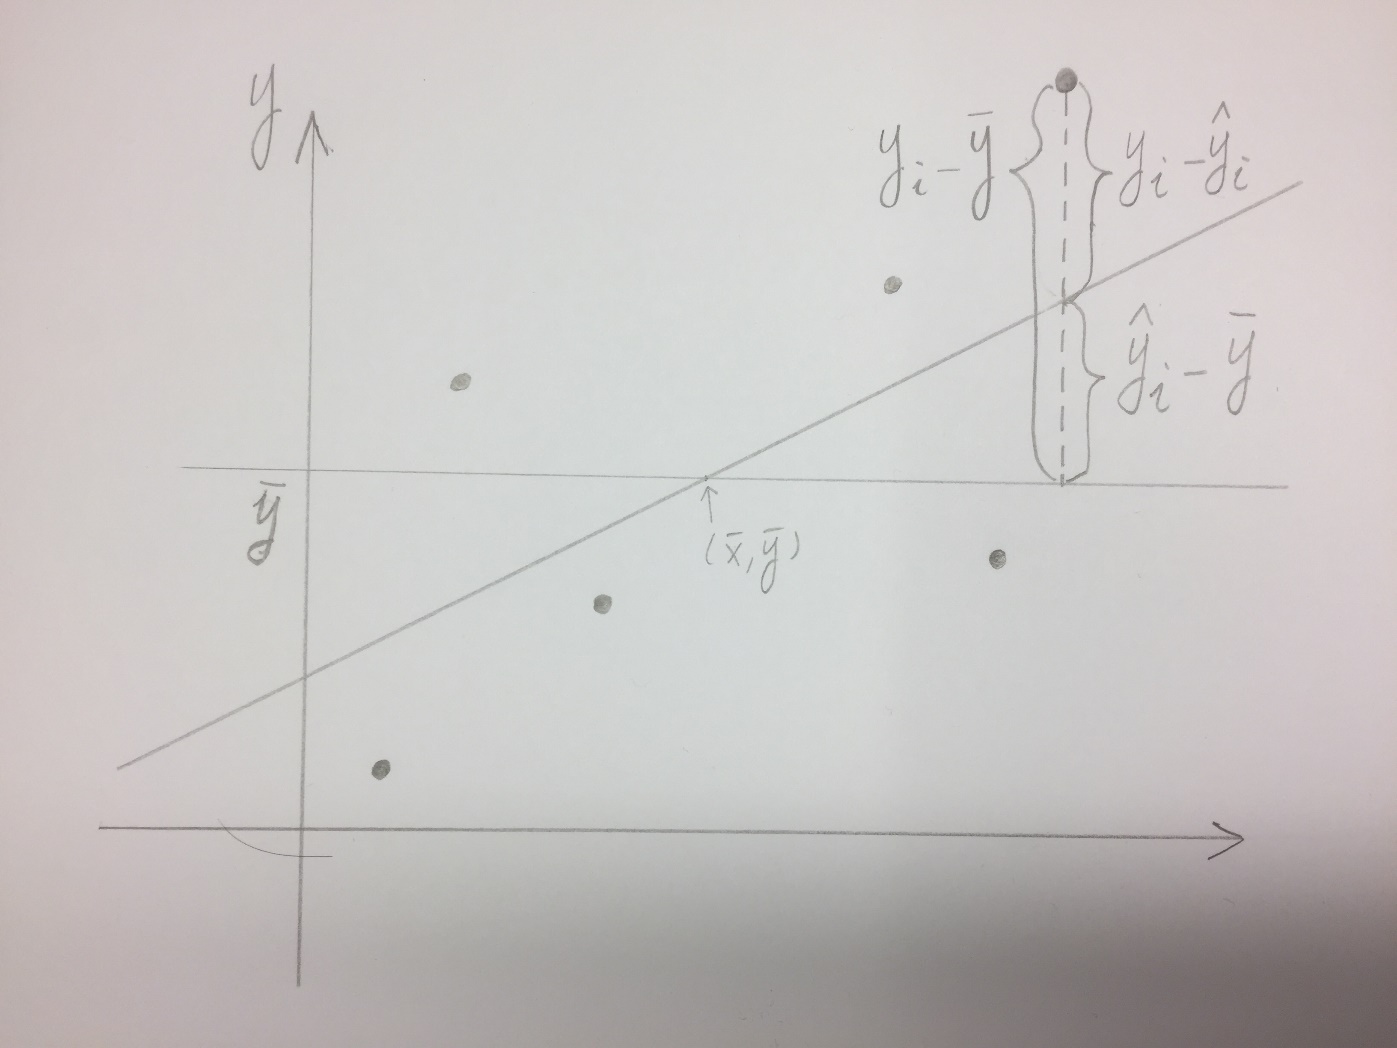 y
yᵢ - ȳ
yᵢ - ŷᵢ
ŷᵢ - ȳ
ȳ
(x̄, ȳ)